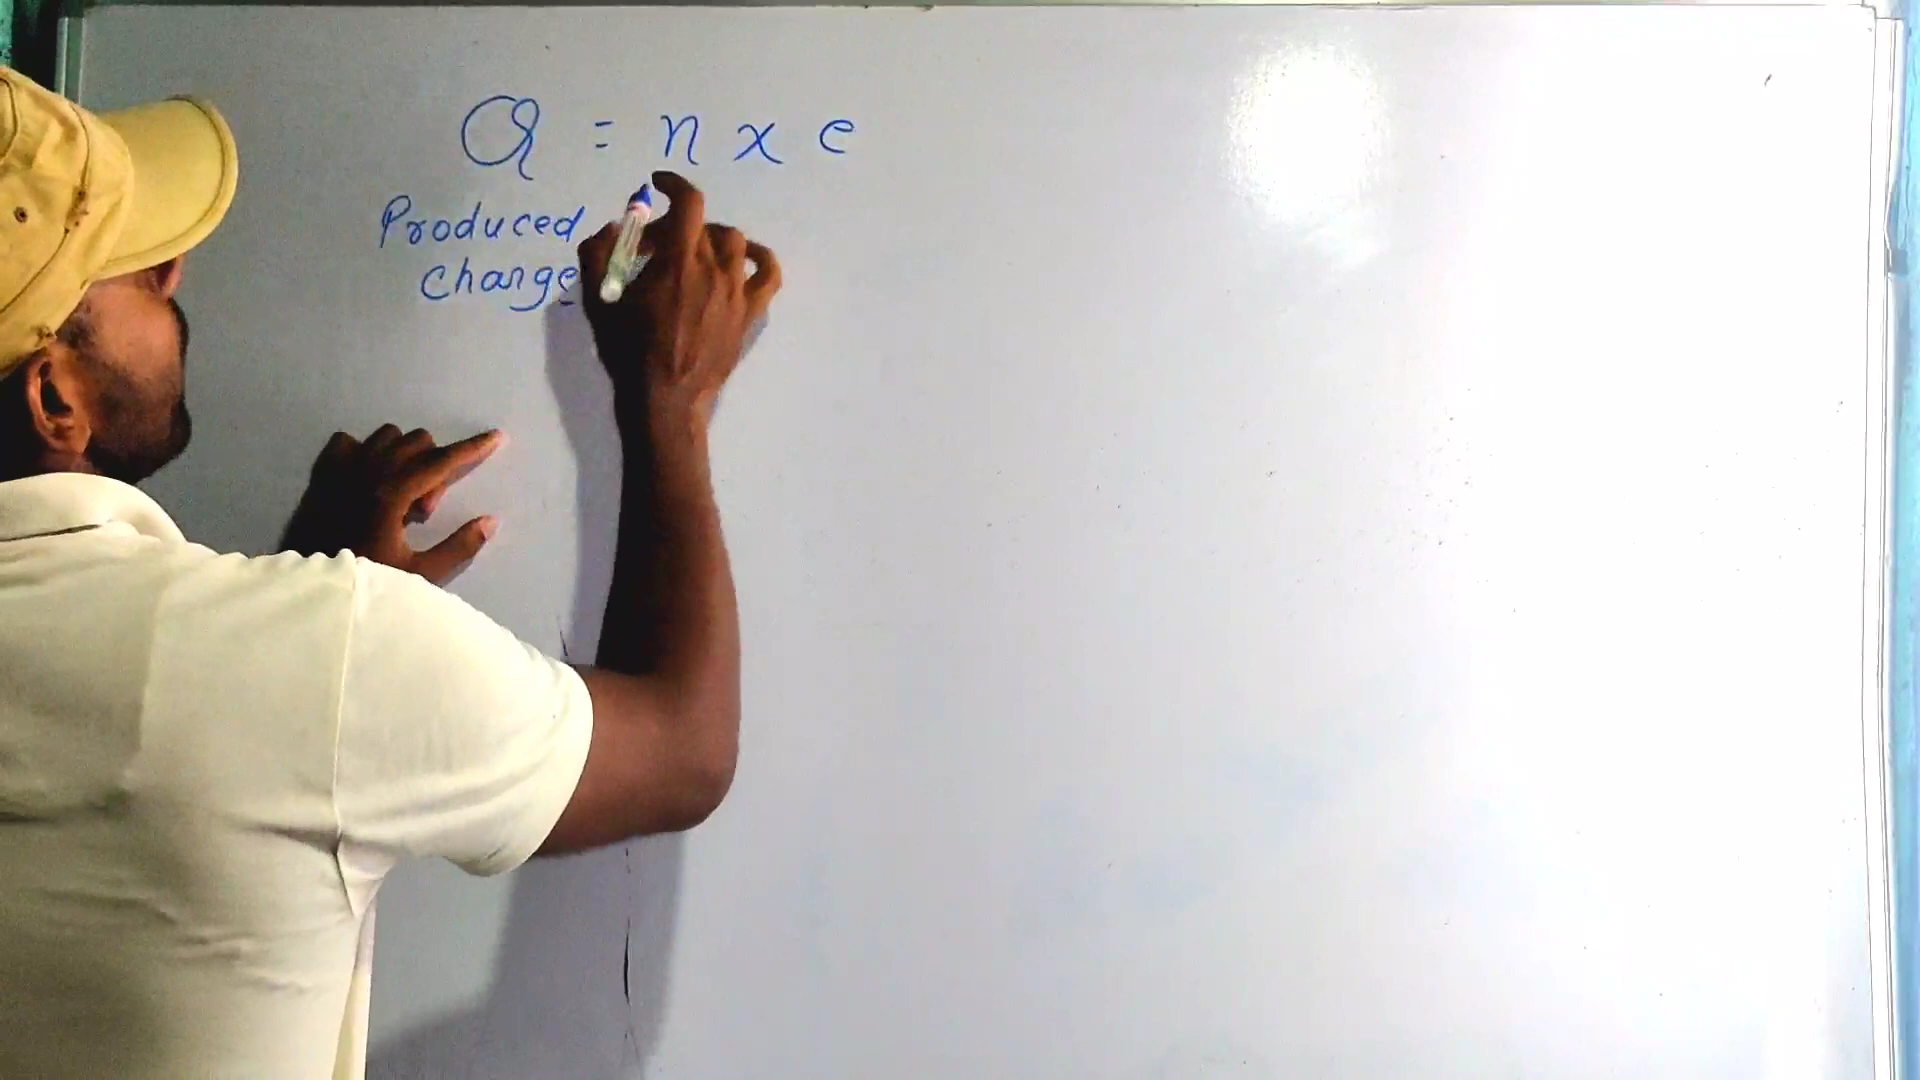 Q = n x e
Produced
charge